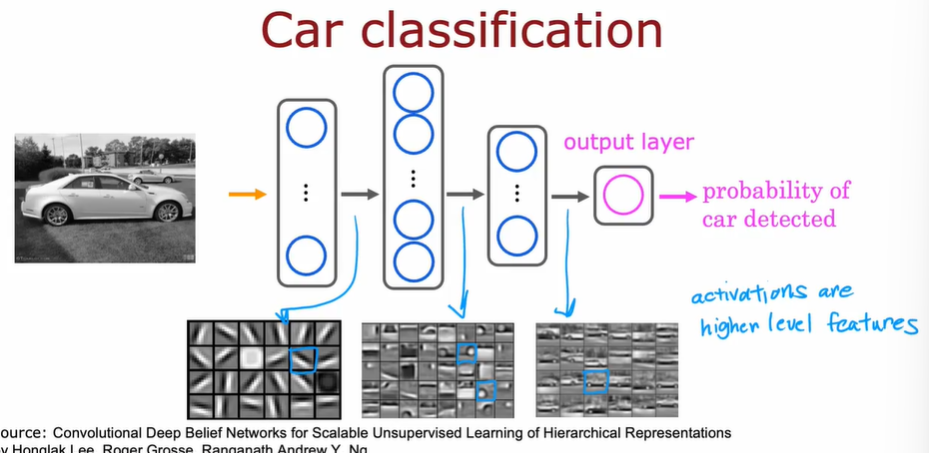 Car classification
output layer
probability of
car detected
activations are
higher level features
ource: Convolutional Deep Belief Networks for Scalable Unsupervised Learning of Hierarchical Representations
y Honglak Lee, Roger Grosse, Ranganath Andrew Y. Ng